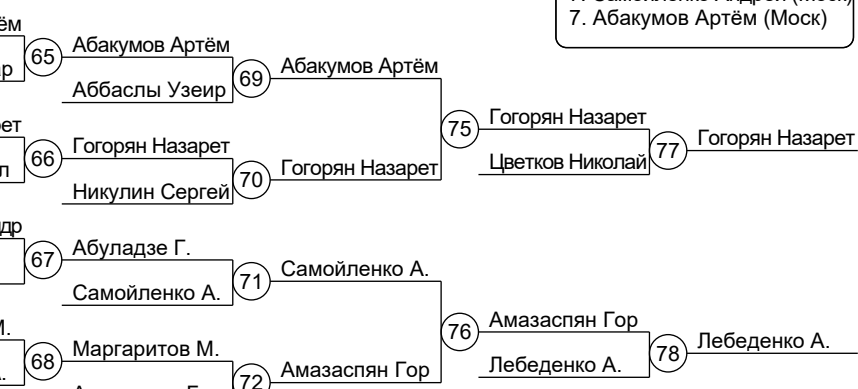 7. Абакумов Артём (Моск)
65
Абакумов Артём
Аббаслы Узеир
69
Абакумов Артём
66
Гогорян Назарет
Никулин Сергей
70
Гогорян Назарет
75
Гогорян Назарет
Цветков Николай
77
Гогорян Назарет
67
Абуладзе Г.
Самойленко А.
71
Самойленко А.
68
Маргаритов М.
72
Амазаспян Гор
76
Амазаспян Гор
Лебеденко А.
78
Лебеденко А.